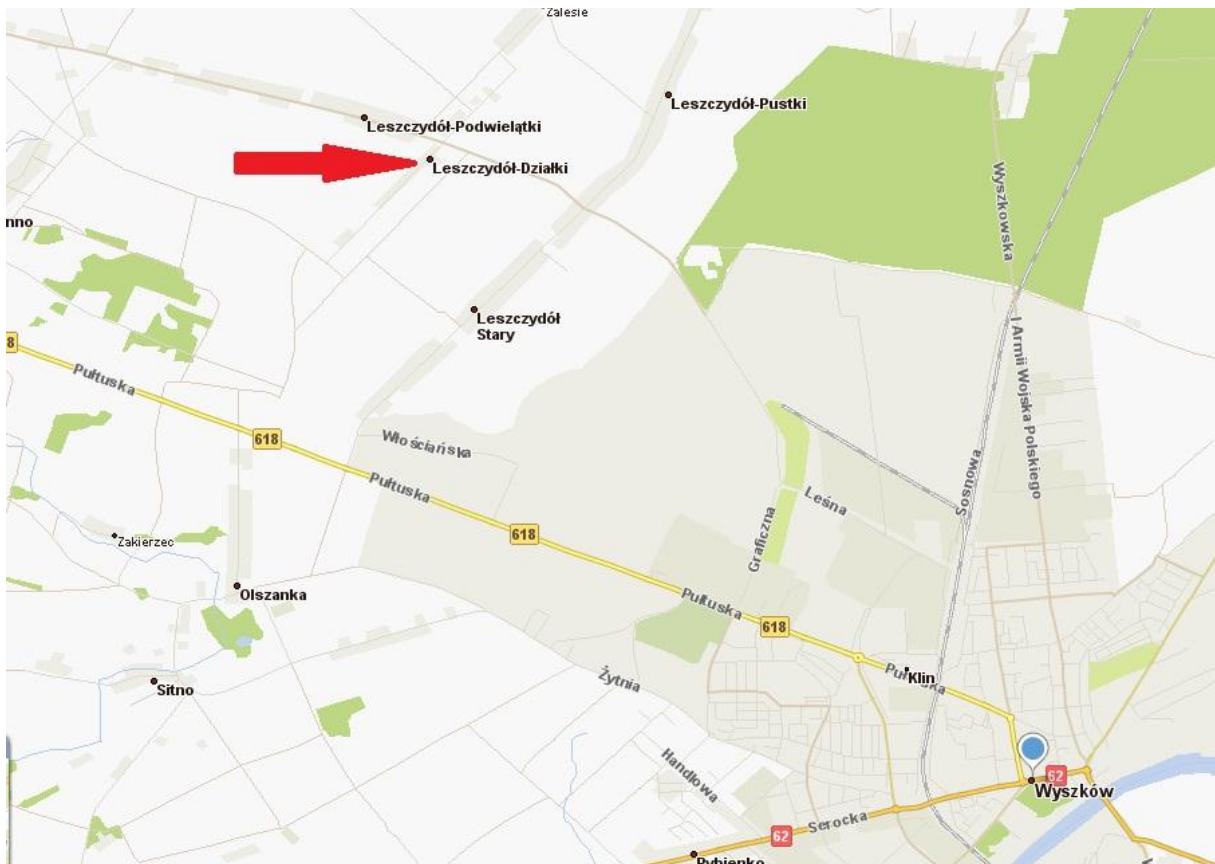 Zalesie
Leszczydół-Pustki
Leszczydół-Podwielątki
Leszczydół-Działki
Wyszkowska
nno
Leszczydół
Stary
I Armii Wojska Polskiego
8
Pułtuska
618
Włościańska
Pułtuska
Sosnowa
Leśna
618
Graficzna
Zakierzec
Olszanka
Pułtuska
618
Klin
Pułtuska
Sitno
Żytnia
Handlowa
62
Wyszków
Serocka
62
Rybienko